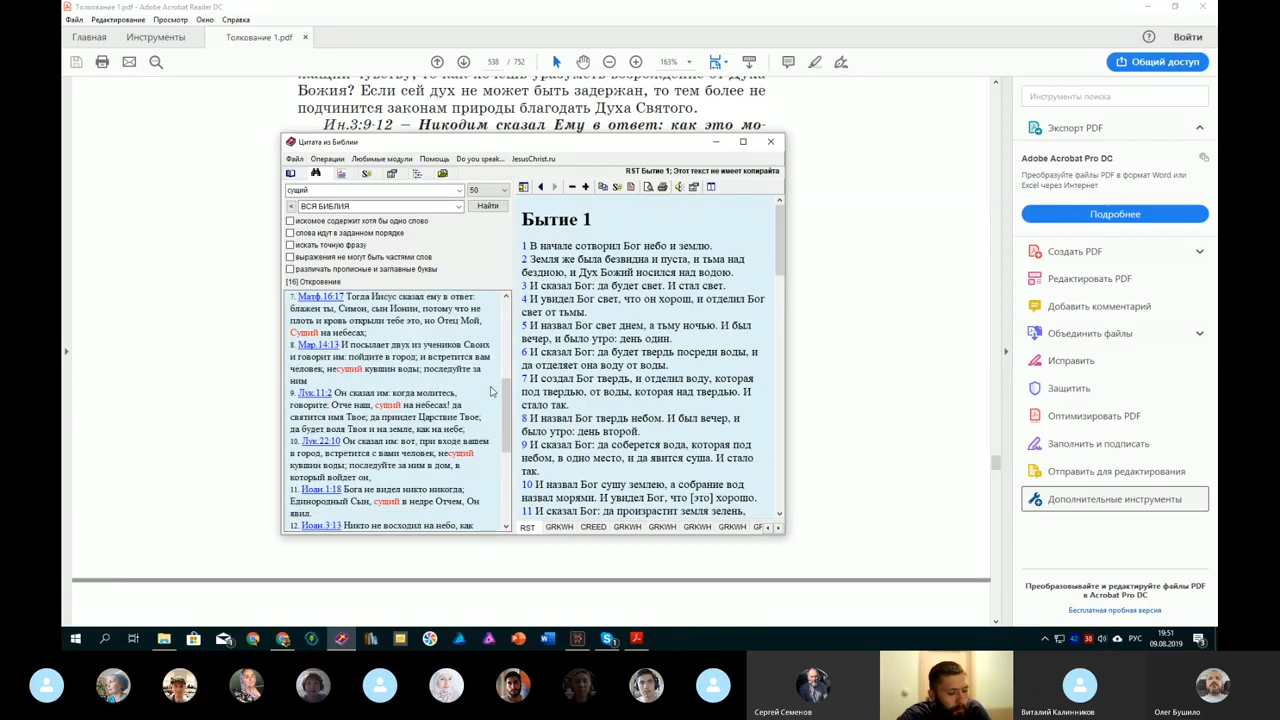 Толкование 1.pdf - Adobe Acrobat Reader DC
Файл Редактирование Просмотр Окно Справка
Главная Инструменты Толкование 1.pdf × Войти
538 / 752 163% Общий доступ
Божия? Если сей дух не может быть задержан, то тем более не
подчинится законам природы благодать Духа Святого.
Ин.3:9-12 – Никодим сказал Ему в ответ: как это мо-
Цитата из Библии
Файл Операции Любимые модули Помощь Do you speak... JesusChrist.ru
RST Бытие 1; Этот текст не имеет копирайта
сущий 50
< ВСЯ БИБЛИЯ Найти
искомое содержит хотя бы одно слово
слова идут в заданном порядке
искать точную фразу
выражения не могут быть частями слов
различать прописные и заглавные буквы
[16] Откровение
7. Матф.16:17 Тогда Иисус сказал ему в ответ:
блажен ты, Симон, сын Ионин, потому что не
плоть и кровь открыли тебе это, но Отец Мой,
Сущий на небесах;
8. Мар.14:13 И посылает двух из учеников Своих
и говорит им: пойдите в город; и встретится вам
человек, несущий кувшин воды; последуйте за
ним
9. Лук.11:2 Он сказал им: когда молитесь,
говорите: Отче наш, сущий на небесах! да
святится имя Твое; да приидет Царствие Твое;
да будет воля Твоя и на земле, как на небе;
10. Лук.22:10 Он сказал им: вот, при входе вашем
в город, встретится с вами человек, несущий
кувшин воды; последуйте за ним в дом, в
который войдет он,
11. Иоан.1:18 Бога не видел никто никогда;
Единородный Сын, сущий в недре Отчем, Он
явил.
12. Иоан.3:13 Никто не восходил на небо, как
Бытие 1
1 В начале сотворил Бог небо и землю.
2 Земля же была безвидна и пуста, и тьма над
бездною, и Дух Божий носился над водою.
3 И сказал Бог: да будет свет. И стал свет.
4 И увидел Бог свет, что он хорош, и отделил Бог
свет от тьмы.
5 И назвал Бог свет днем, а тьму ночью. И был
вечер, и было утро: день один.
6 И сказал Бог: да будет твердь посреди воды, и
да отделяет она воду от воды.
7 И создал Бог твердь, и отделил воду, которая
под твердью, от воды, которая над твердью. И
стало так.
8 И назвал Бог твердь небом. И был вечер, и
было утро: день второй.
9 И сказал Бог: да соберется вода, которая под
небом, в одно место, и да явится суша. И стало
так.
10 И назвал Бог сушу землею, а собрание вод
назвал морями. И увидел Бог, что [это] хорошо.
11 И сказал Бог: да произрастит земля зелень,
RST GRKWH CREED GRKWH GRKWH GRKWH GRKWH GF
Инструменты поиска
Экспорт PDF
Adobe Acrobat Pro DC
Преобразуйте файлы PDF в формат Word или
Excel через Интернет
Подробнее
Создать PDF
Редактировать PDF
Добавить комментарий
Объединить файлы
Исправить
Защитить
Оптимизировать PDF
Заполнить и подписать
Отправить для редактирования
Дополнительные инструменты
Преобразовывайте и редактируйте файлы PDF
в Acrobat Pro DC
Бесплатная пробная версия
42 38 РУС 19:51
09.08.2019
Сергей Семенов Виталий Калинников Олег Бушило